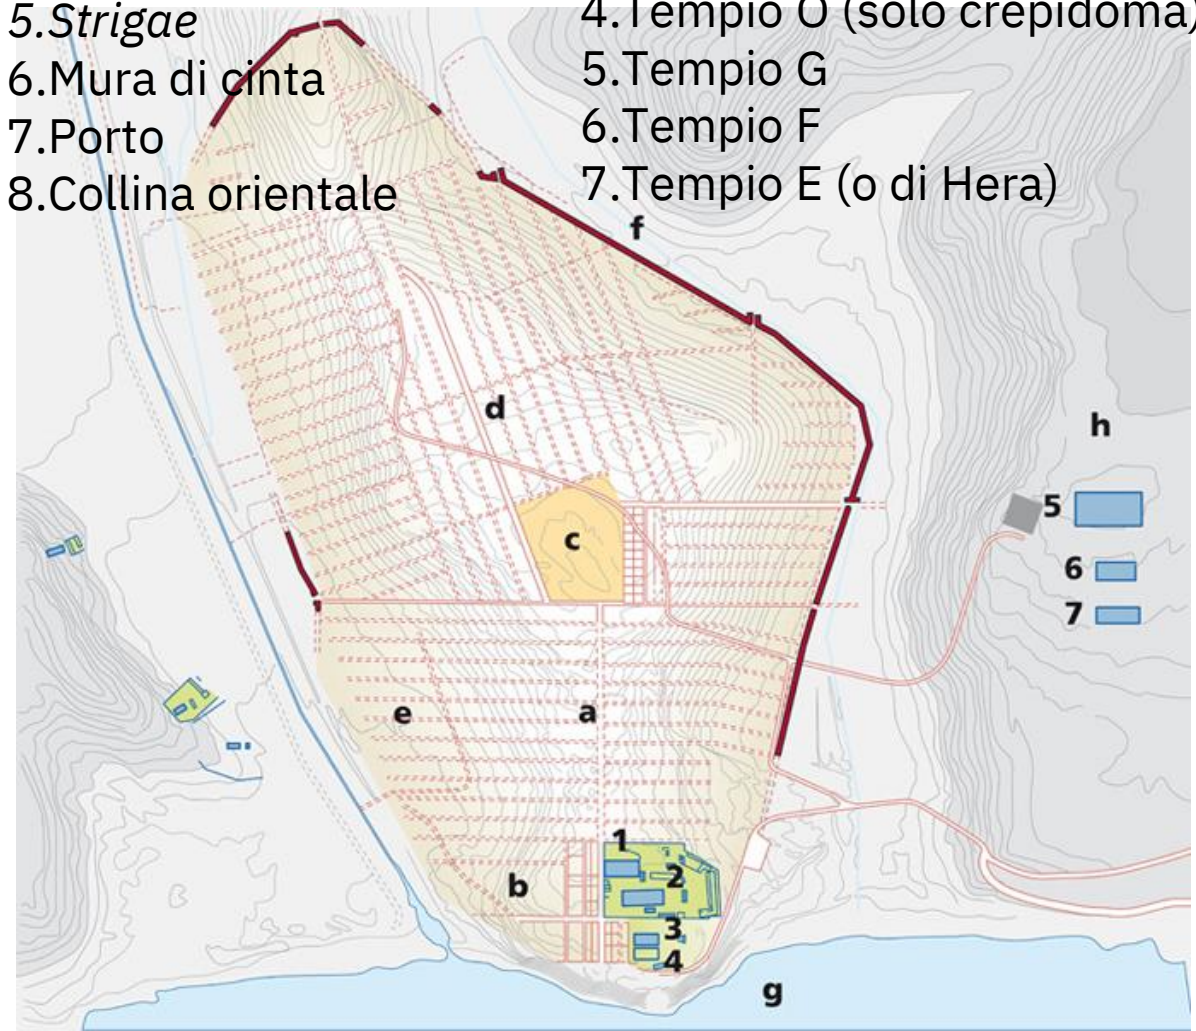 5.Strigae
6.Mura di cinta
7.Porto
8.Collina orientale
4.Tempio O (solo crepidoma)
5.Tempio G
6.Tempio F
7.Tempio E (o di Hera)
f
d
h
5
c
6
7
e
a
1
2
b
3
4
g